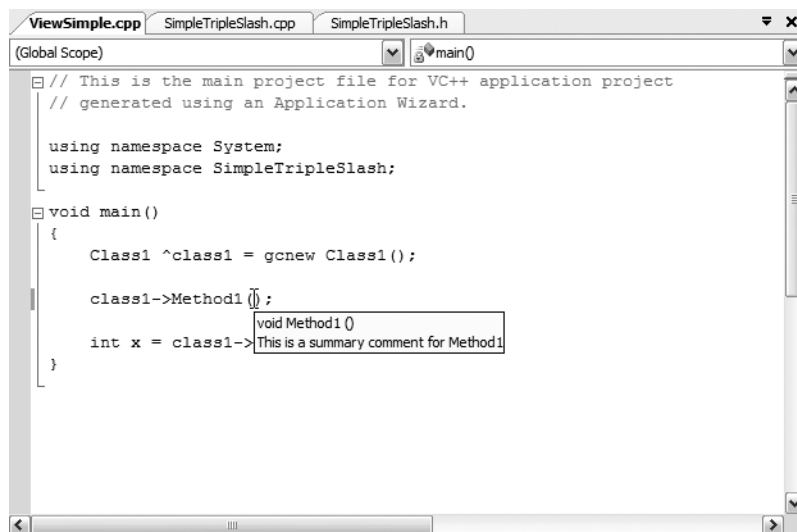 ViewSimple.cpp SimpleTripleSlash.cpp SimpleTripleSlash.h
(Global Scope) main()
// This is the main project file for VC++ application project
// generated using an Application Wizard.
using namespace System;
using namespace SimpleTripleSlash;
void main()
{
Class1 ^class1 = gcnew Class1();
class1->Method1();
void Method1 ()
int x = class1-> This is a summary comment for Method1
}